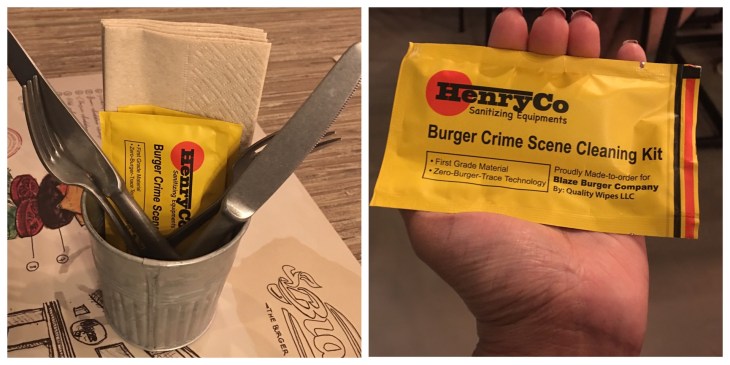 HenryCo
Sanitizing Equipments
Burger Crime Scen
• First Grade Material
• Zero-Burger-Trace Technology
THE BURGER
HenryCo
Sanitizing Equipments
Burger Crime Scene Cleaning Kit
• First Grade Material
• Zero-Burger-Trace Technology
Proudly Made-to-order for
Blaze Burger Company
By: Quality Wipes LLC